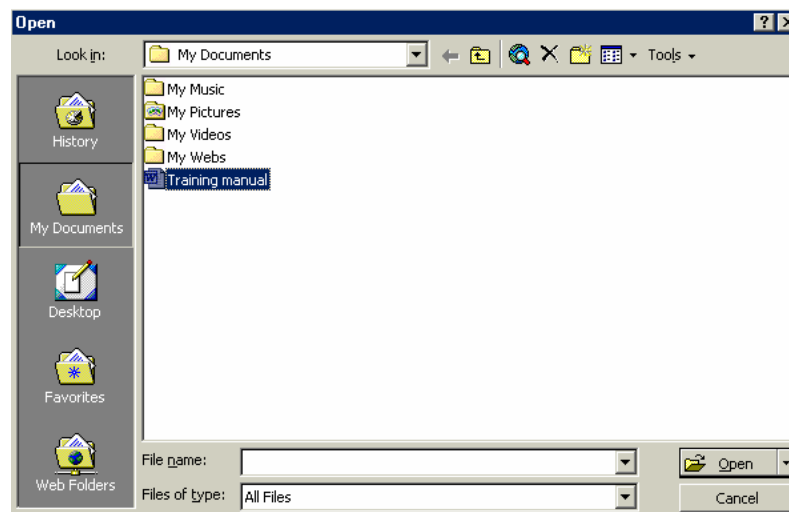 Open
Look in:
My Documents
Tools
History
My Documents
Desktop
Favorites
Web Folders
My Music
My Pictures
My Videos
My Webs
Training manual
File name:
Open
Files of type:
All Files
Cancel